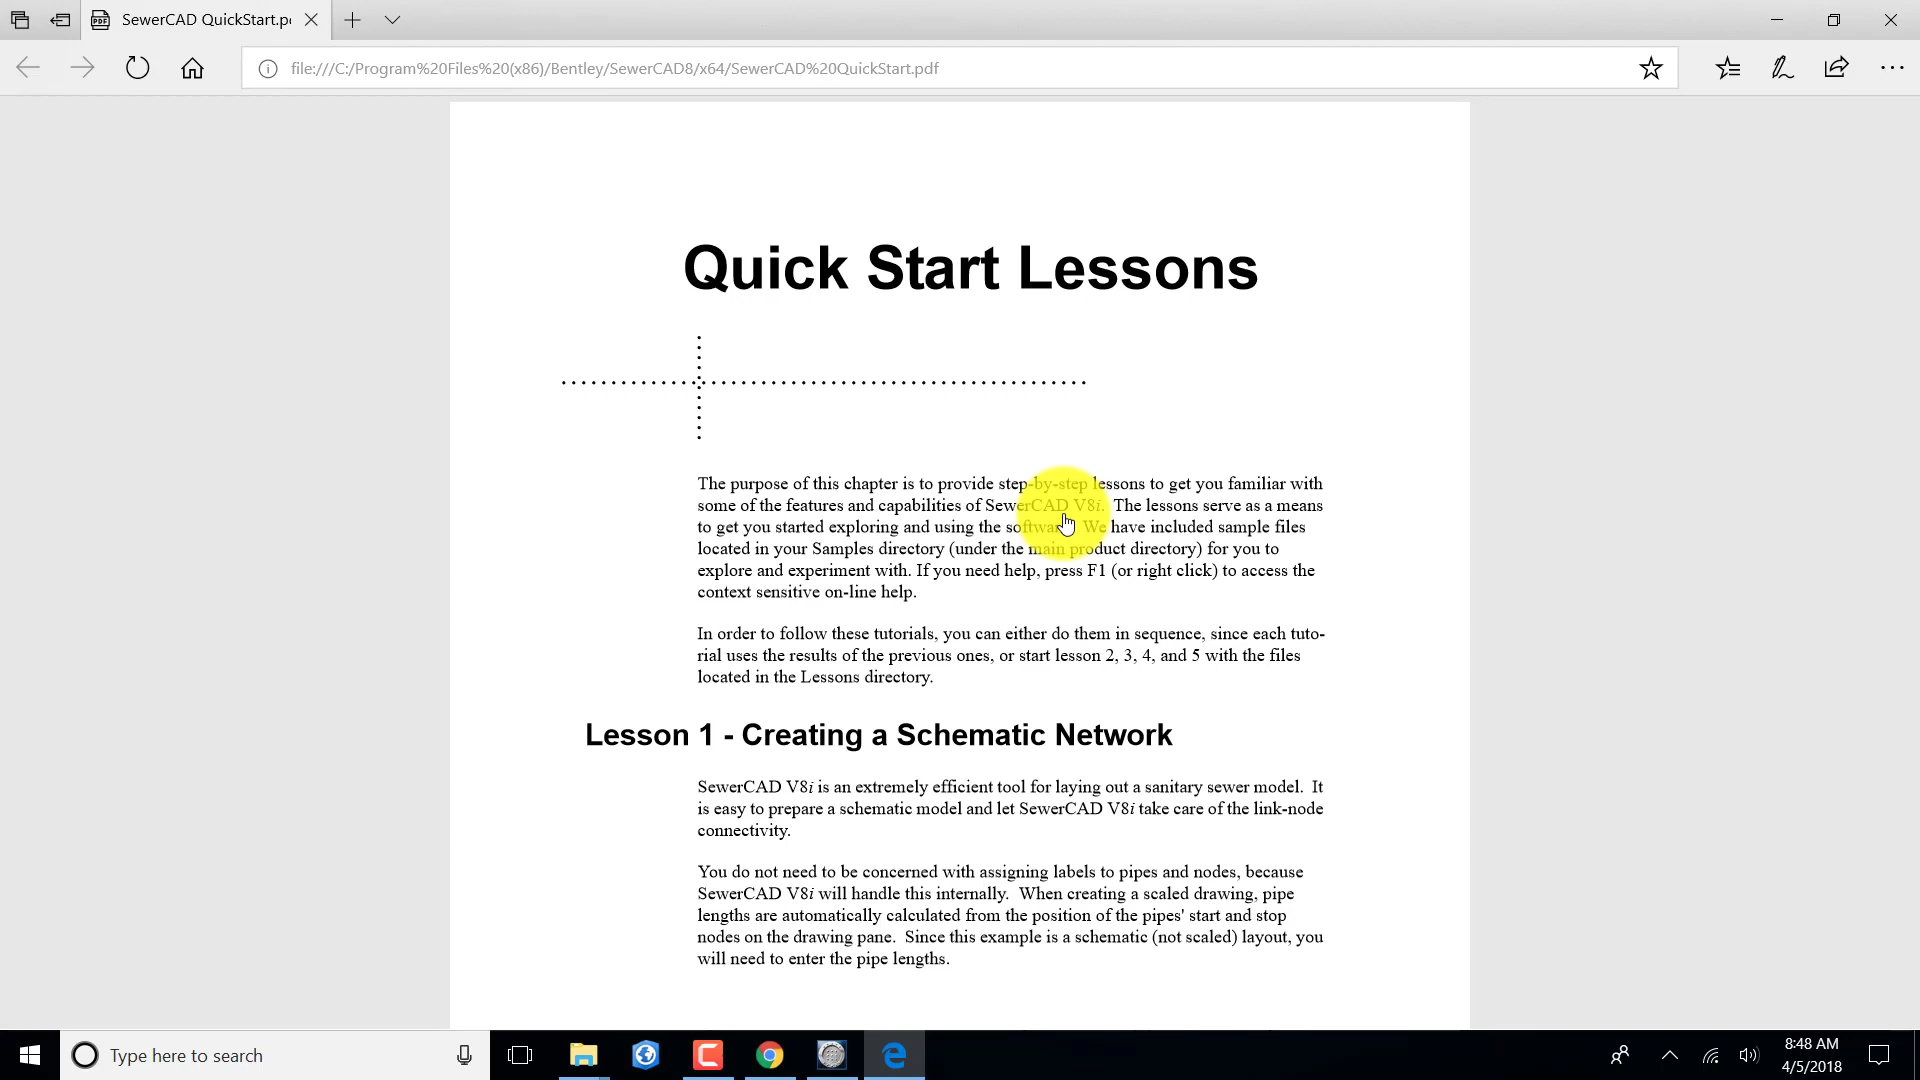 SewerCAD QuickStart.p
file:///C:/Program%20Files%20(x86)/Bentley/SewerCAD8/x64/SewerCAD%20QuickStart.pdf
Quick Start Lessons
The purpose of this chapter is to provide step-by-step lessons to get you familiar with
some of the features and capabilities of SewerCAD V8i. The lessons serve as a means
to get you started exploring and using the software. We have included sample files
located in your Samples directory (under the main product directory) for you to
explore and experiment with. If you need help, press F1 (or right click) to access the
context sensitive on-line help.
In order to follow these tutorials, you can either do them in sequence, since each tuto-
rial uses the results of the previous ones, or start lesson 2, 3, 4, and 5 with the files
located in the Lessons directory.
Lesson 1 - Creating a Schematic Network
SewerCAD V8i is an extremely efficient tool for laying out a sanitary sewer model. It
is easy to prepare a schematic model and let SewerCAD V8i take care of the link-node
connectivity.
You do not need to be concerned with assigning labels to pipes and nodes, because
SewerCAD V8i will handle this internally. When creating a scaled drawing, pipe
lengths are automatically calculated from the position of the pipes' start and stop
nodes on the drawing pane. Since this example is a schematic (not scaled) layout, you
will need to enter the pipe lengths.
Type here to search
8:48 AM
4/5/2018